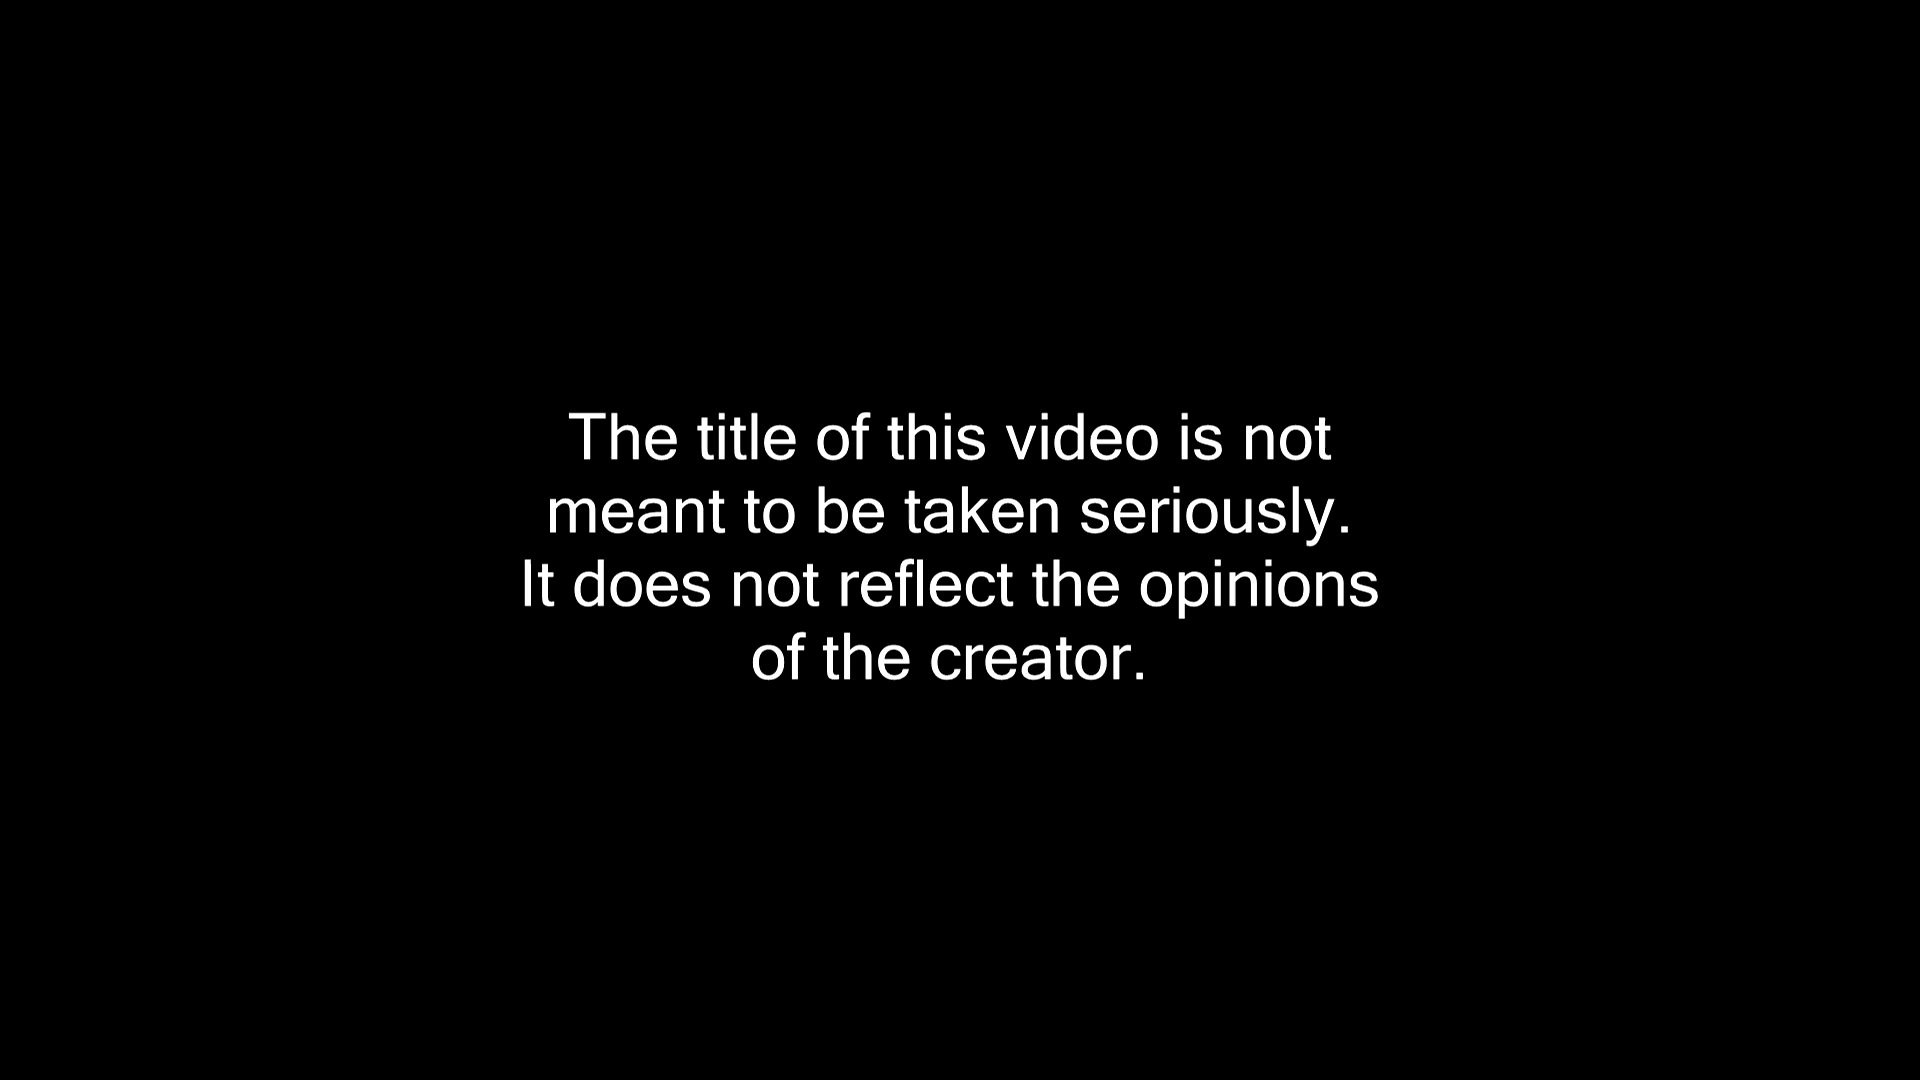 The title of this video is not
meant to be taken seriously.
It does not reflect the opinions
of the creator.